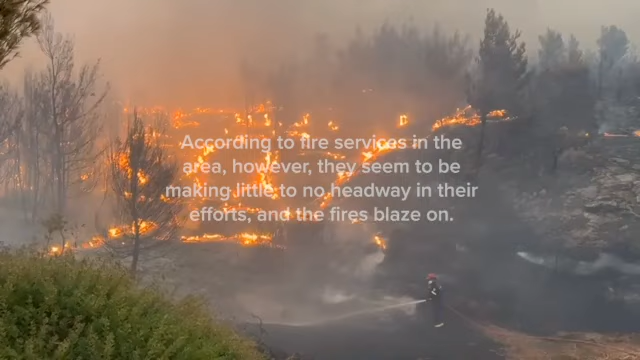 According to fire services in the
area, however, they seem to be
making little to no headway in their
efforts, and the fires blaze on.